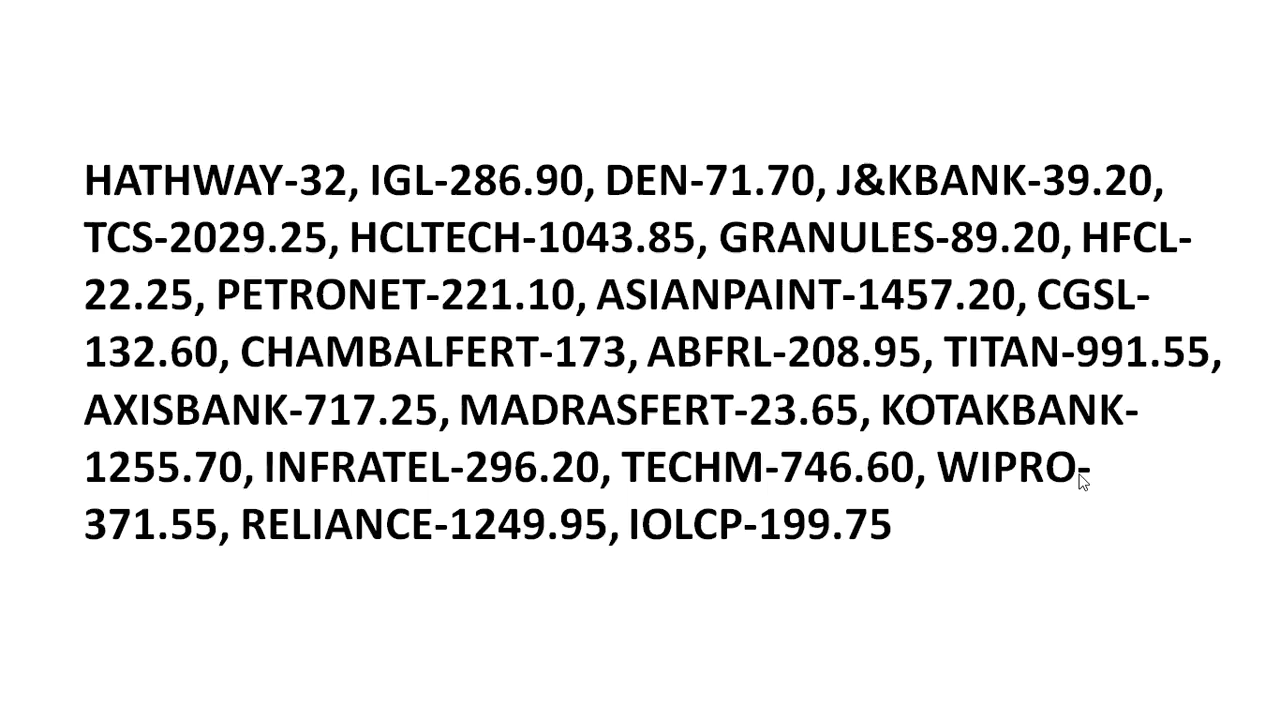 HATHWAY-32, IGL-286.90, DEN-71.70, J&KBANK-39.20,
TCS-2029.25, HCLTECH-1043.85, GRANULES-89.20, HFCL-
22.25, PETRONET-221.10, ASIANPAINT-1457.20, CGSL-
132.60, CHAMBALFERT-173, ABFRL-208.95, TITAN-991.55,
AXISBANK-717.25, MADRASFERT-23.65, KOTAKBANK-
1255.70, INFRATEL-296.20, TECHM-746.60, WIPRO-
371.55, RELIANCE-1249.95, IOLCP-199.75